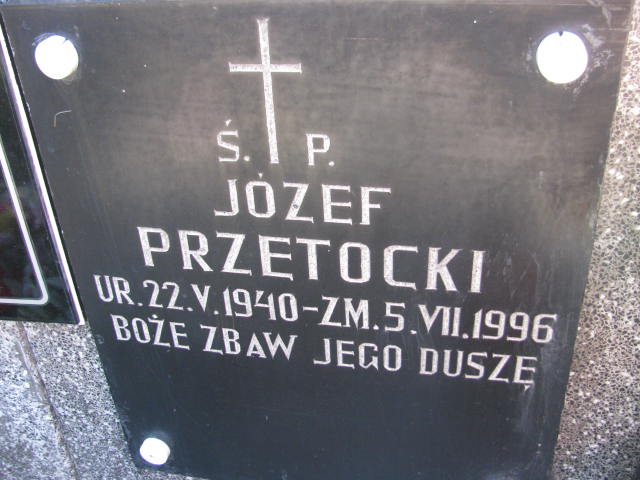 Ś. P.
JÓZEF
PRZETOCKI
UR. 22. V. 1940 - ZM. 5. VII. 1996
BOŻE ZBAW JEGO DUSZĘ